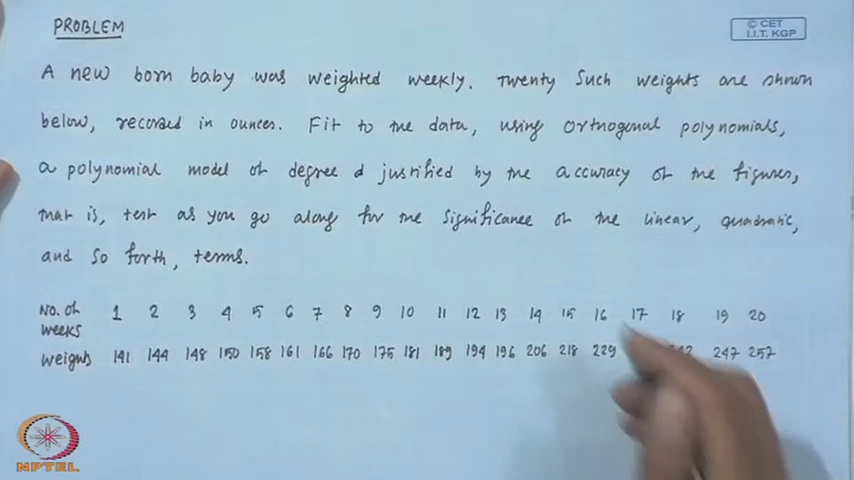 PROBLEM
© CET
I.I.T. KGP
A new born baby was weighted weekly. Twenty Such weights are shown
below, recorded in ounces. Fit to the data, using orthogonal polynomials,
a polynomial model of degree d justified by the accuracy of the figures,
that is, test as you go along for the significance of the linear, quadratic,
and so forth, terms.
No. of 1 2 3 4 5 6 7 8 9 10 11 12 13 14 15 16 17 18 19 20
weeks
weights 141 144 148 150 158 161 166 170 175 181 189 194 196 206 218 229 247 257
NPTEL